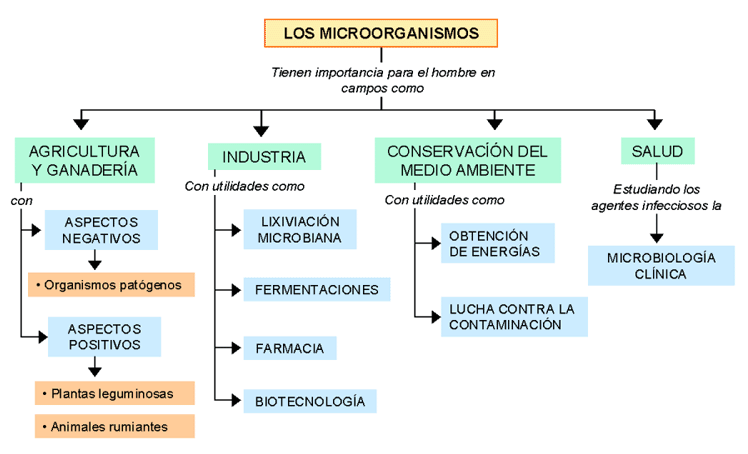 LOS MICROORGANISMOS
Tienen importancia para el hombre en
campos como
AGRICULTURA
Y GANADERÍA
con
ASPECTOS
NEGATIVOS
• Organismos patógenos
ASPECTOS
POSITIVOS
• Plantas leguminosas
• Animales rumiantes
INDUSTRIA
Con utilidades como
LIXIVIACIÓN
MICROBIANA
FERMENTACIONES
FARMACIA
BIOTECNOLOGÍA
CONSERVACÍÓN DEL
MEDIO AMBIENTE
Con utilidades como
OBTENCIÓN
DE ENERGÍAS
LUCHA CONTRA LA
CONTAMINACIÓN
SALUD
Estudiando los
agentes infecciosos la
MICROBIOLOGÍA
CLÍNICA